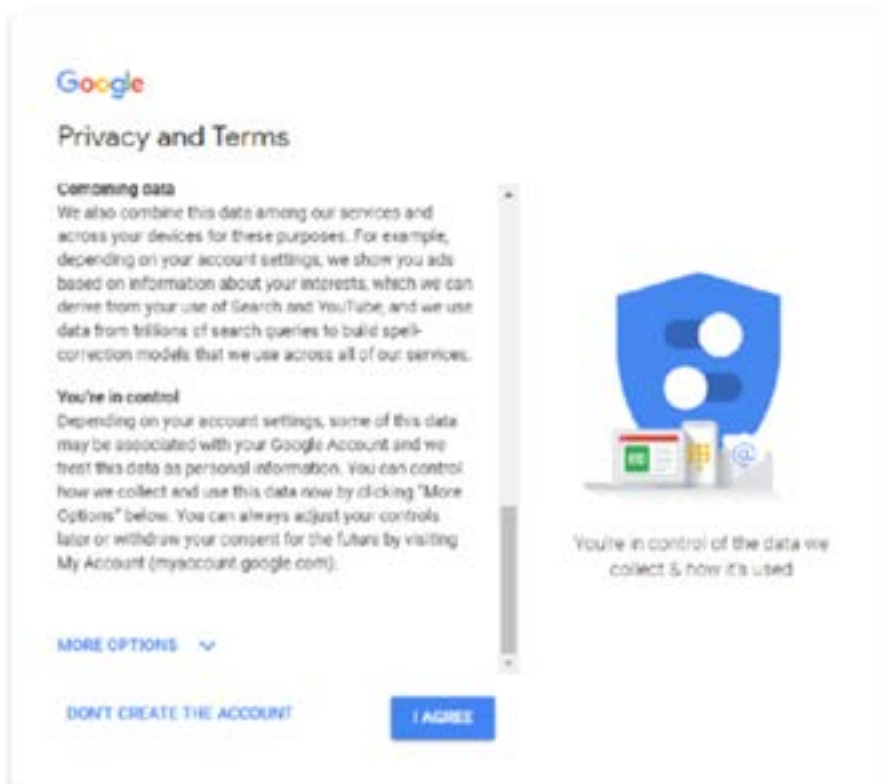 Google
Privacy and Terms
Combining data
We also combine this data among our services and
across your devices for these purposes. For example,
depending on your account settings, we show you ads
based on information about your interests, which we can
derive from your use of Search and YouTube, and we use
data from trillions of search queries to build spell-
correction models that we use across all of our services.
You're in control
Depending on your account settings, some of this data
may be associated with your Google Account and we
treat this data as personal information. You can control
how we collect and use this data now by clicking "More
Options" below. You can always adjust your controls
later or withdraw your consent for the future by visiting
My Account (myaccount.google.com).
MORE OPTIONS
DON'T CREATE THE ACCOUNT
I AGREE
@
You're in control of the data we
collect & how it's used